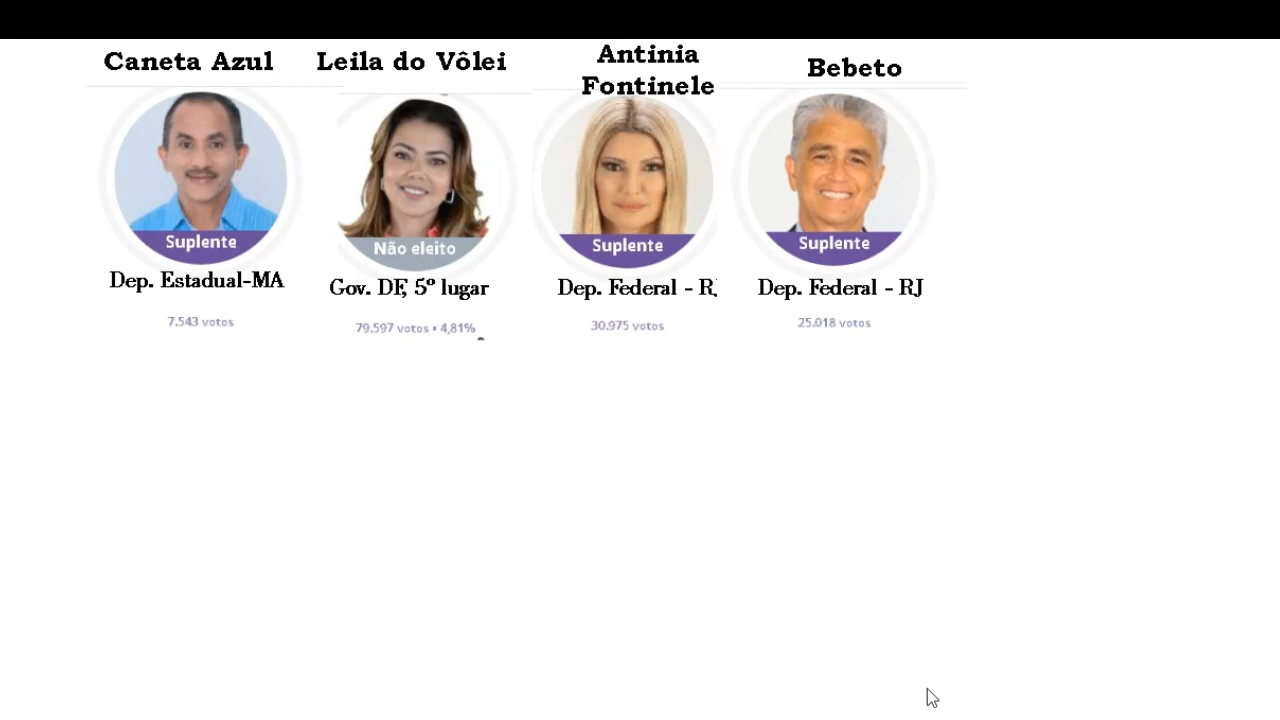 Caneta Azul
Leila do Vôlei
Antinia
Fontinele
Bebeto
Suplente
Não eleito
Suplente
Suplente
Dep. Estadual-MA
Gov. DF, 5º lugar
Dep. Federal - R
Dep. Federal - RJ
7.543 votos
79.597 votos • 4,81%
30.975 votos
25.018 votos